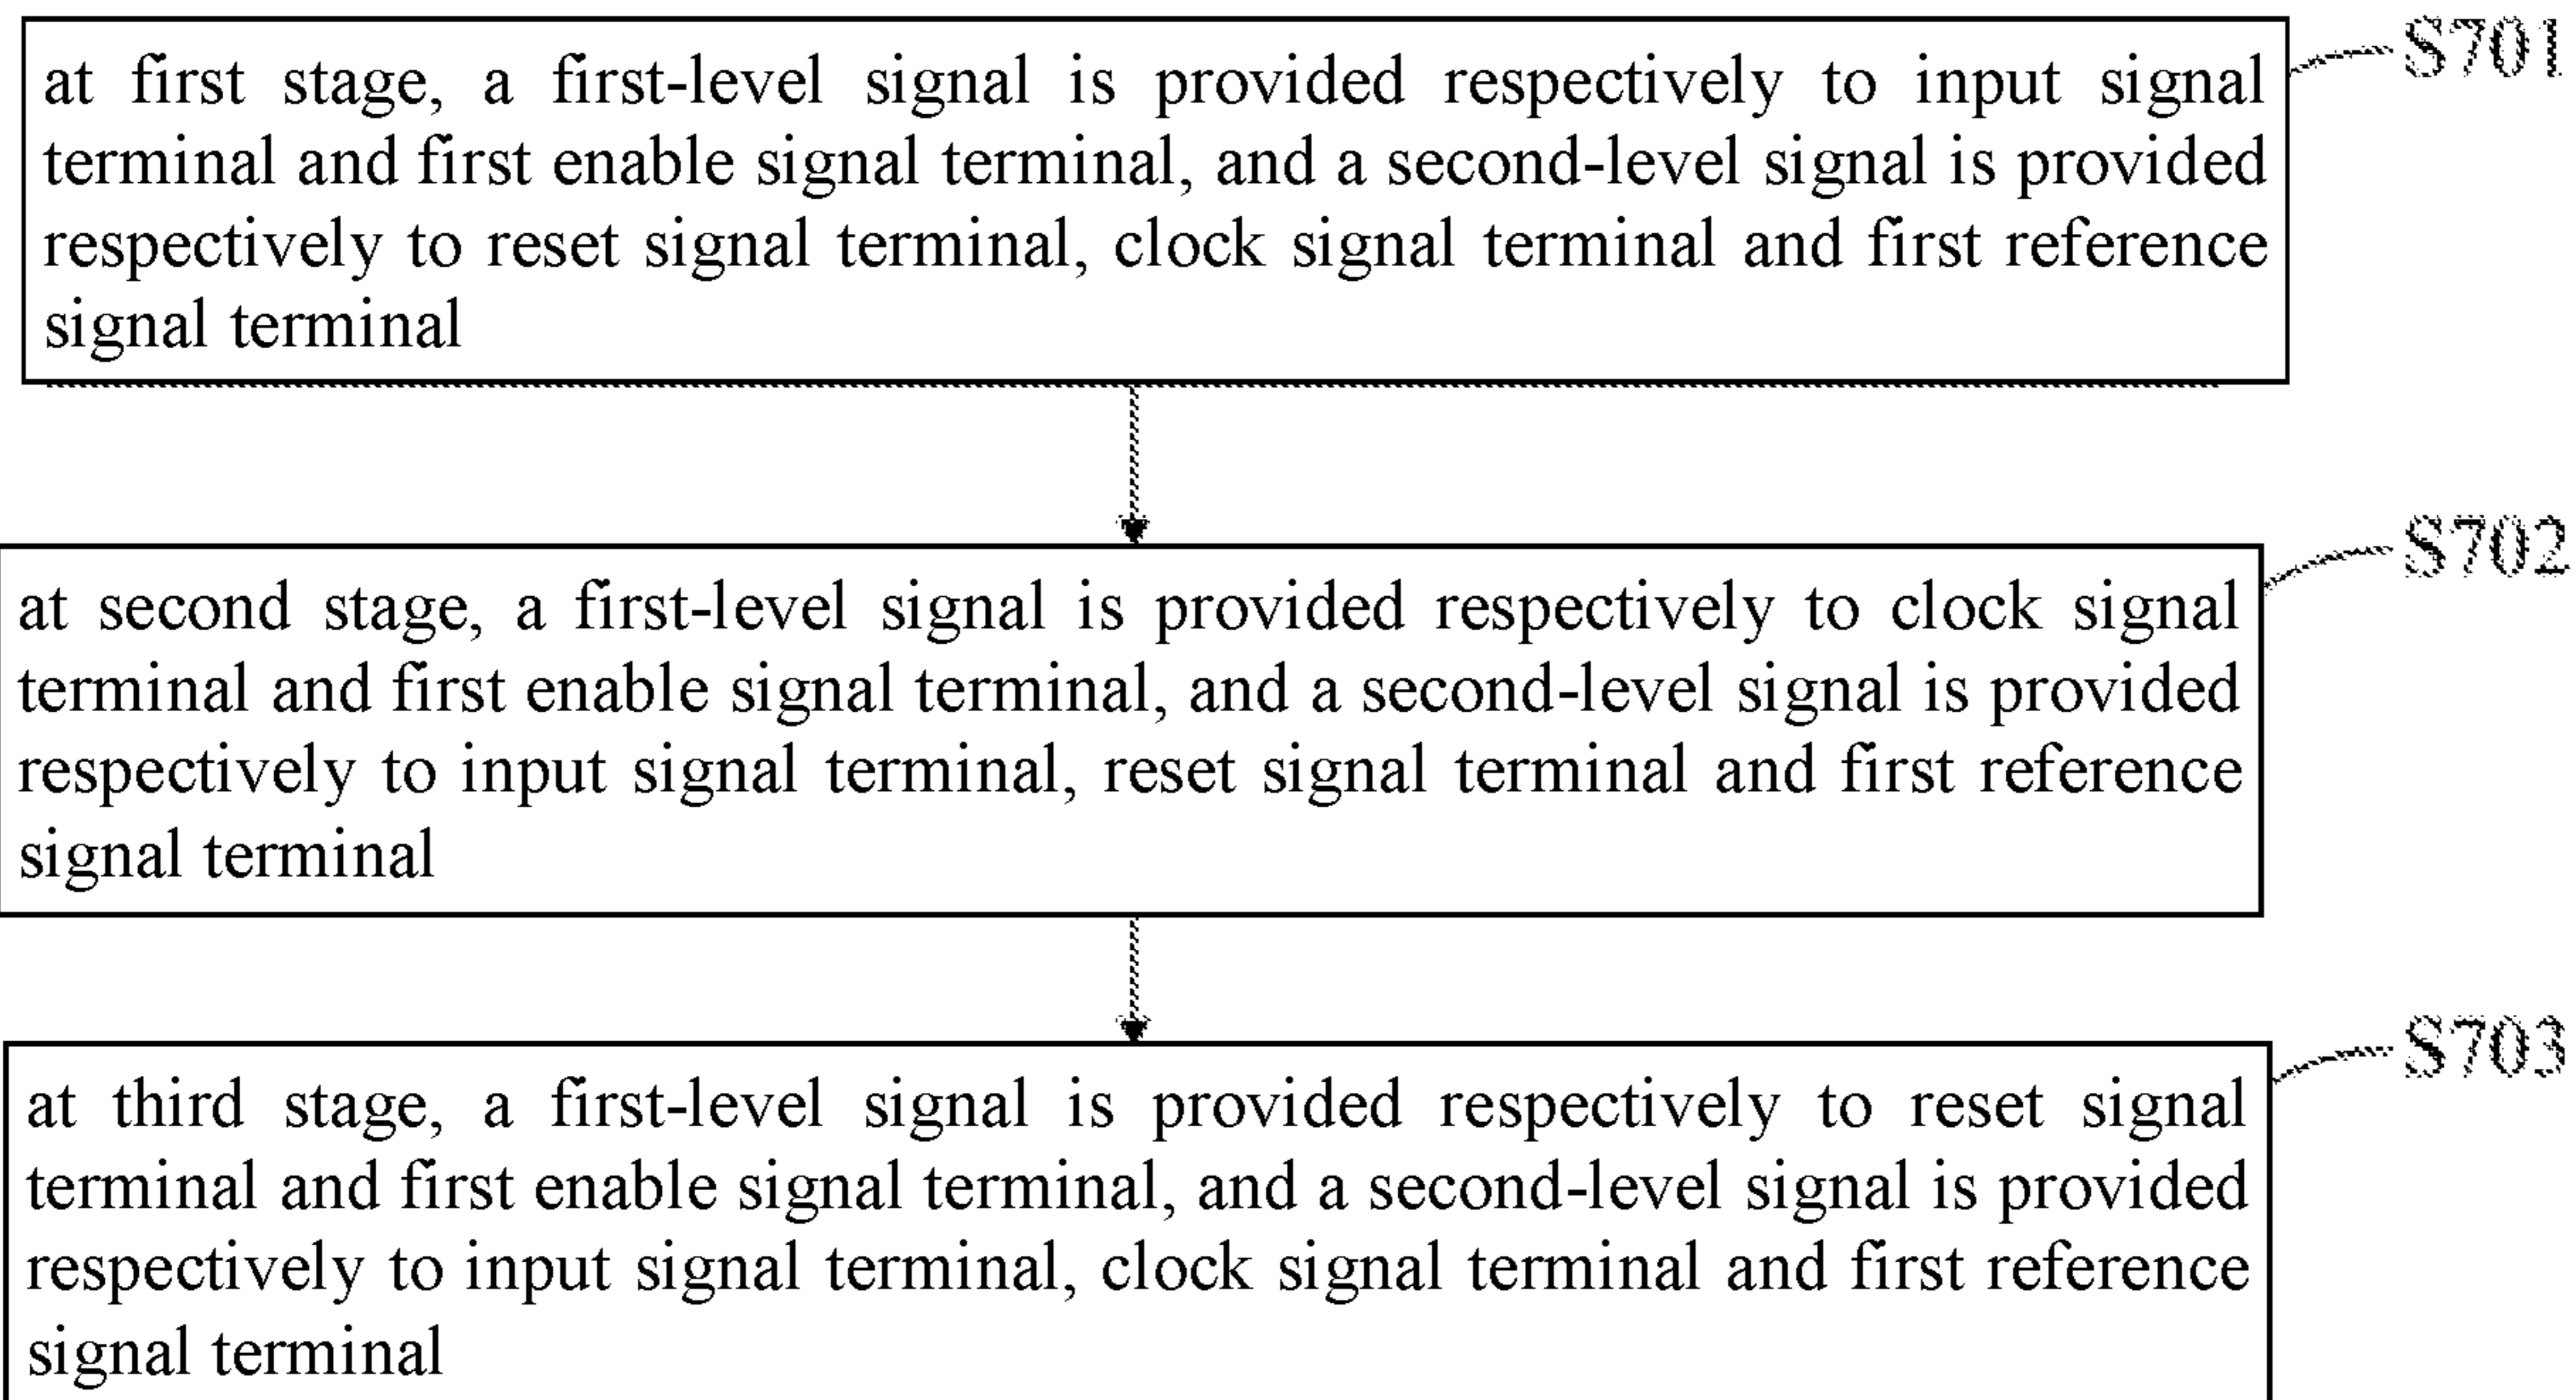 at first stage, a first-level signal is provided respectively to input signal
terminal and first enable signal terminal, and a second-level signal is provided
respectively to reset signal terminal, clock signal terminal and first reference
signal terminal
S701
at second stage, a first-level signal is provided respectively to clock signal
terminal and first enable signal terminal, and a second-level signal is provided
respectively to input signal terminal, reset signal terminal and first reference
signal terminal
S702
at third stage, a first-level signal is provided respectively to reset signal
terminal and first enable signal terminal, and a second-level signal is provided
respectively to input signal terminal, clock signal terminal and first reference
signal terminal
S703